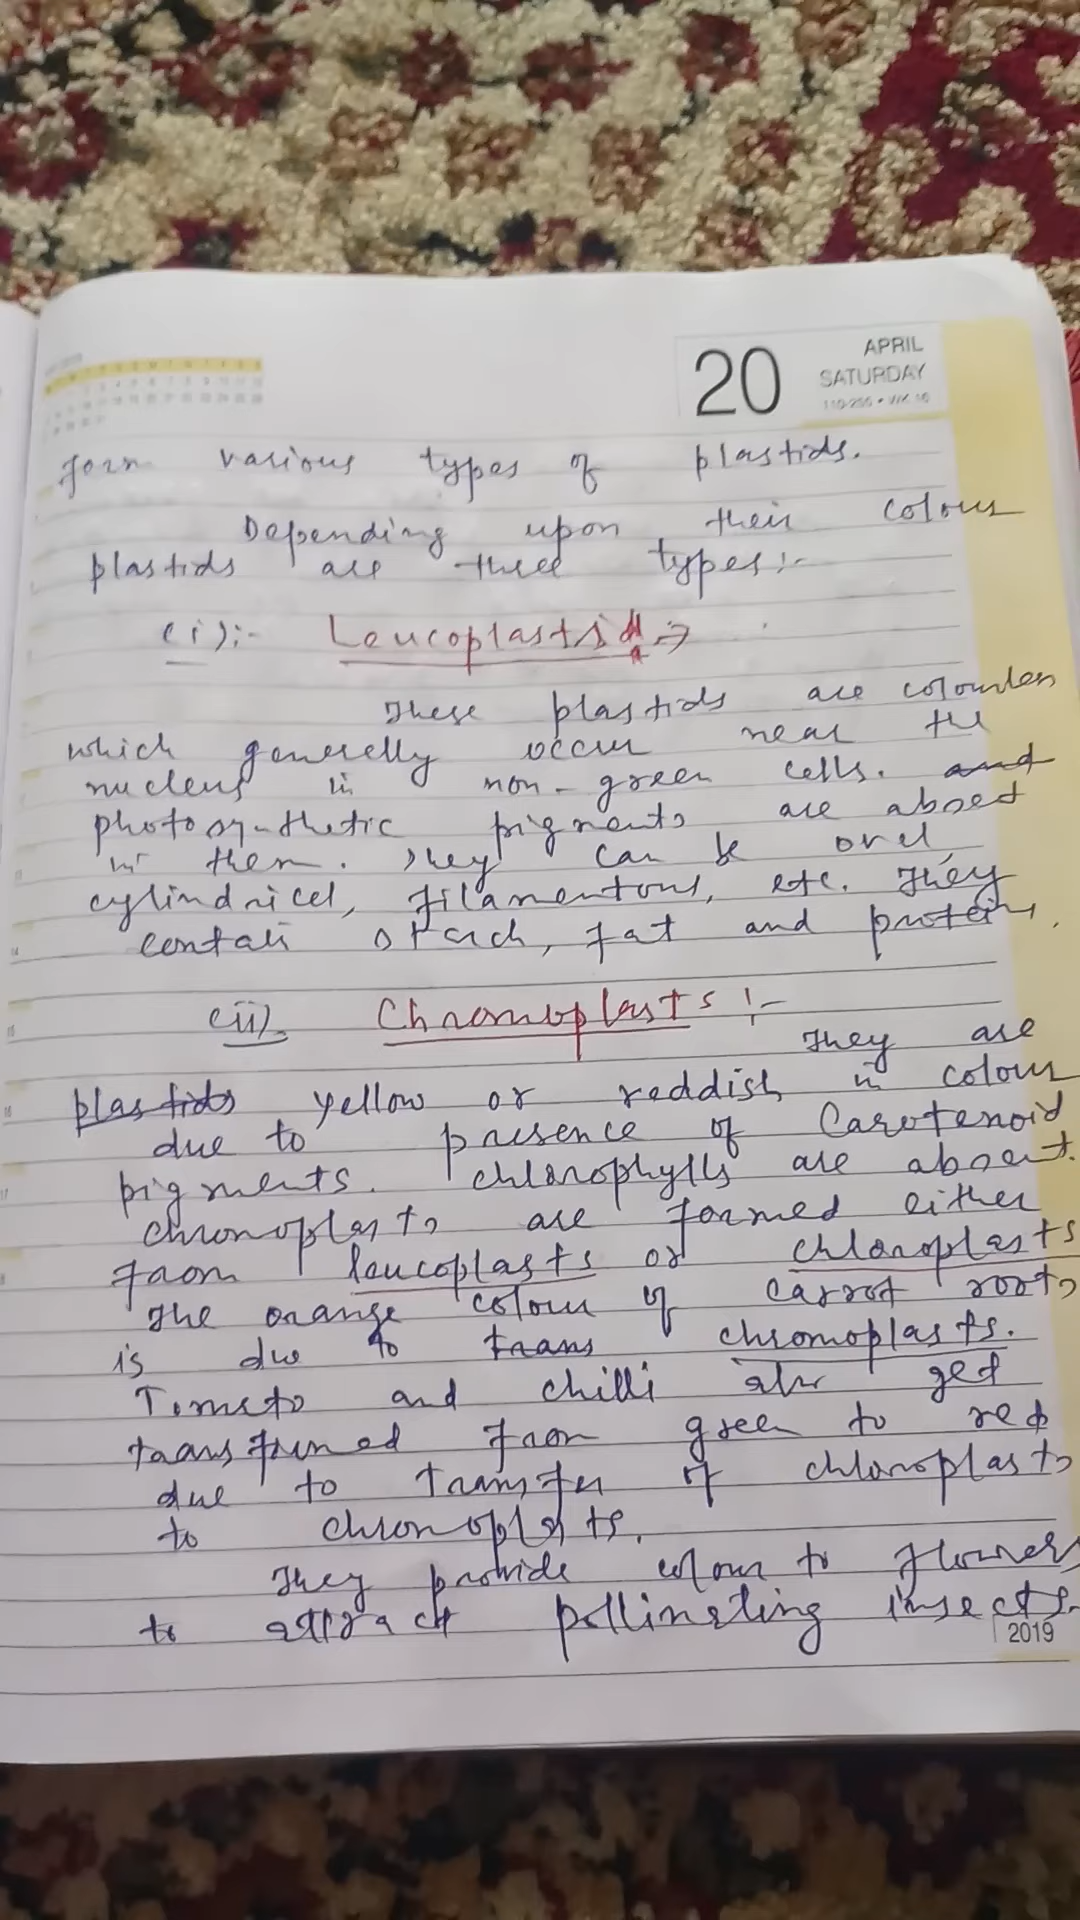 20
APRIL
SATURDAY
form various types of plastids.
Depending upon their colour
plastids are three types:-
(i):- Leucoplasts ⇒
These plastids are colourless
which generelly occur near the
nucleus in non-green cells. and
photosynthetic pigments are absent
in them. They can be ovel,
cylindricel, filamentous, etc. They
contain starch, fat and proteins.
(ii). Chromoplasts :-
They are
plastids yellow or reddish in colour
due to presence of Carotenoid
pigments. chlorophylls are absent.
chromoplasts are formed either
from leucoplasts or chloroplasts
The orange colour of carrot roots
is due to trans chromoplasts.
Tometo and chilli also get
transformed from green to red
due to transfer of chloroplasts
to chromoplasts.
They provide colour to flowers
to attract pollineting insects.
2019